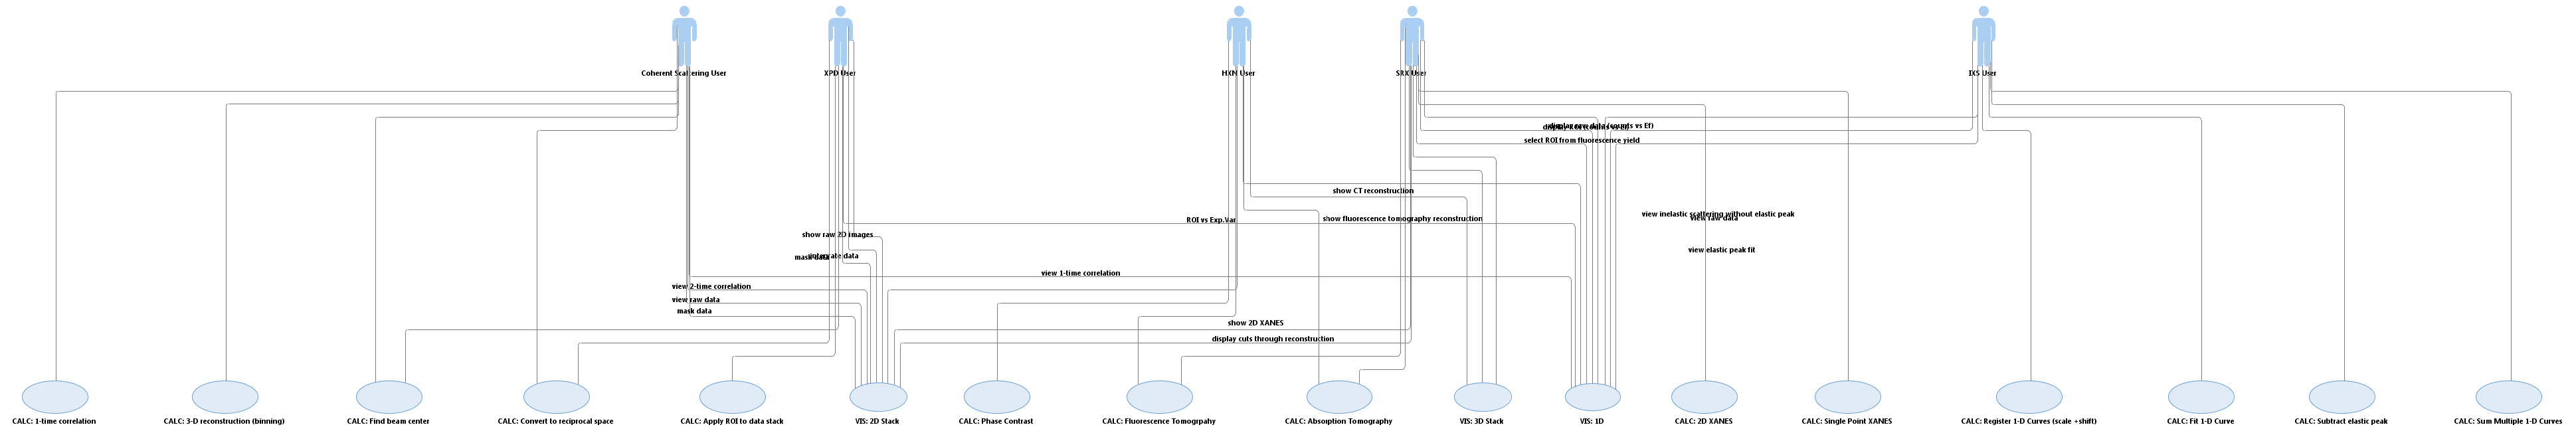 Coherent Scattering User
XPD User
HXN User
SRX User
IXS User
display raw data (counts vs Ef)
display ROI (counts vs Ef)
select ROI from fluorescence yield
show CT reconstruction
view inelastic scattering without elastic peak
view raw data
ROI vs Exp.Var
show fluorescence tomography reconstruction
show raw 2D images
view elastic peak fit
integrate data
mask data
view 1-time correlation
view 2-time correlation
view raw data
mask data
show 2D XANES
display cuts through reconstruction
CALC: 1-time correlation
CALC: 3-D reconstruction (binning)
CALC: Find beam center
CALC: Convert to reciprocal space
CALC: Apply ROI to data stack
VIS: 2D Stack
CALC: Phase Contrast
CALC: Fluorescence Tomogrpahy
CALC: Absorption Tomography
VIS: 3D Stack
VIS: 1D
CALC: 2D XANES
CALC: Single Point XANES
CALC: Register 1-D Curves (scale +shift)
CALC: Fit 1-D Curve
CALC: Subtract elastic peak
CALC: Sum Multiple 1-D Curves